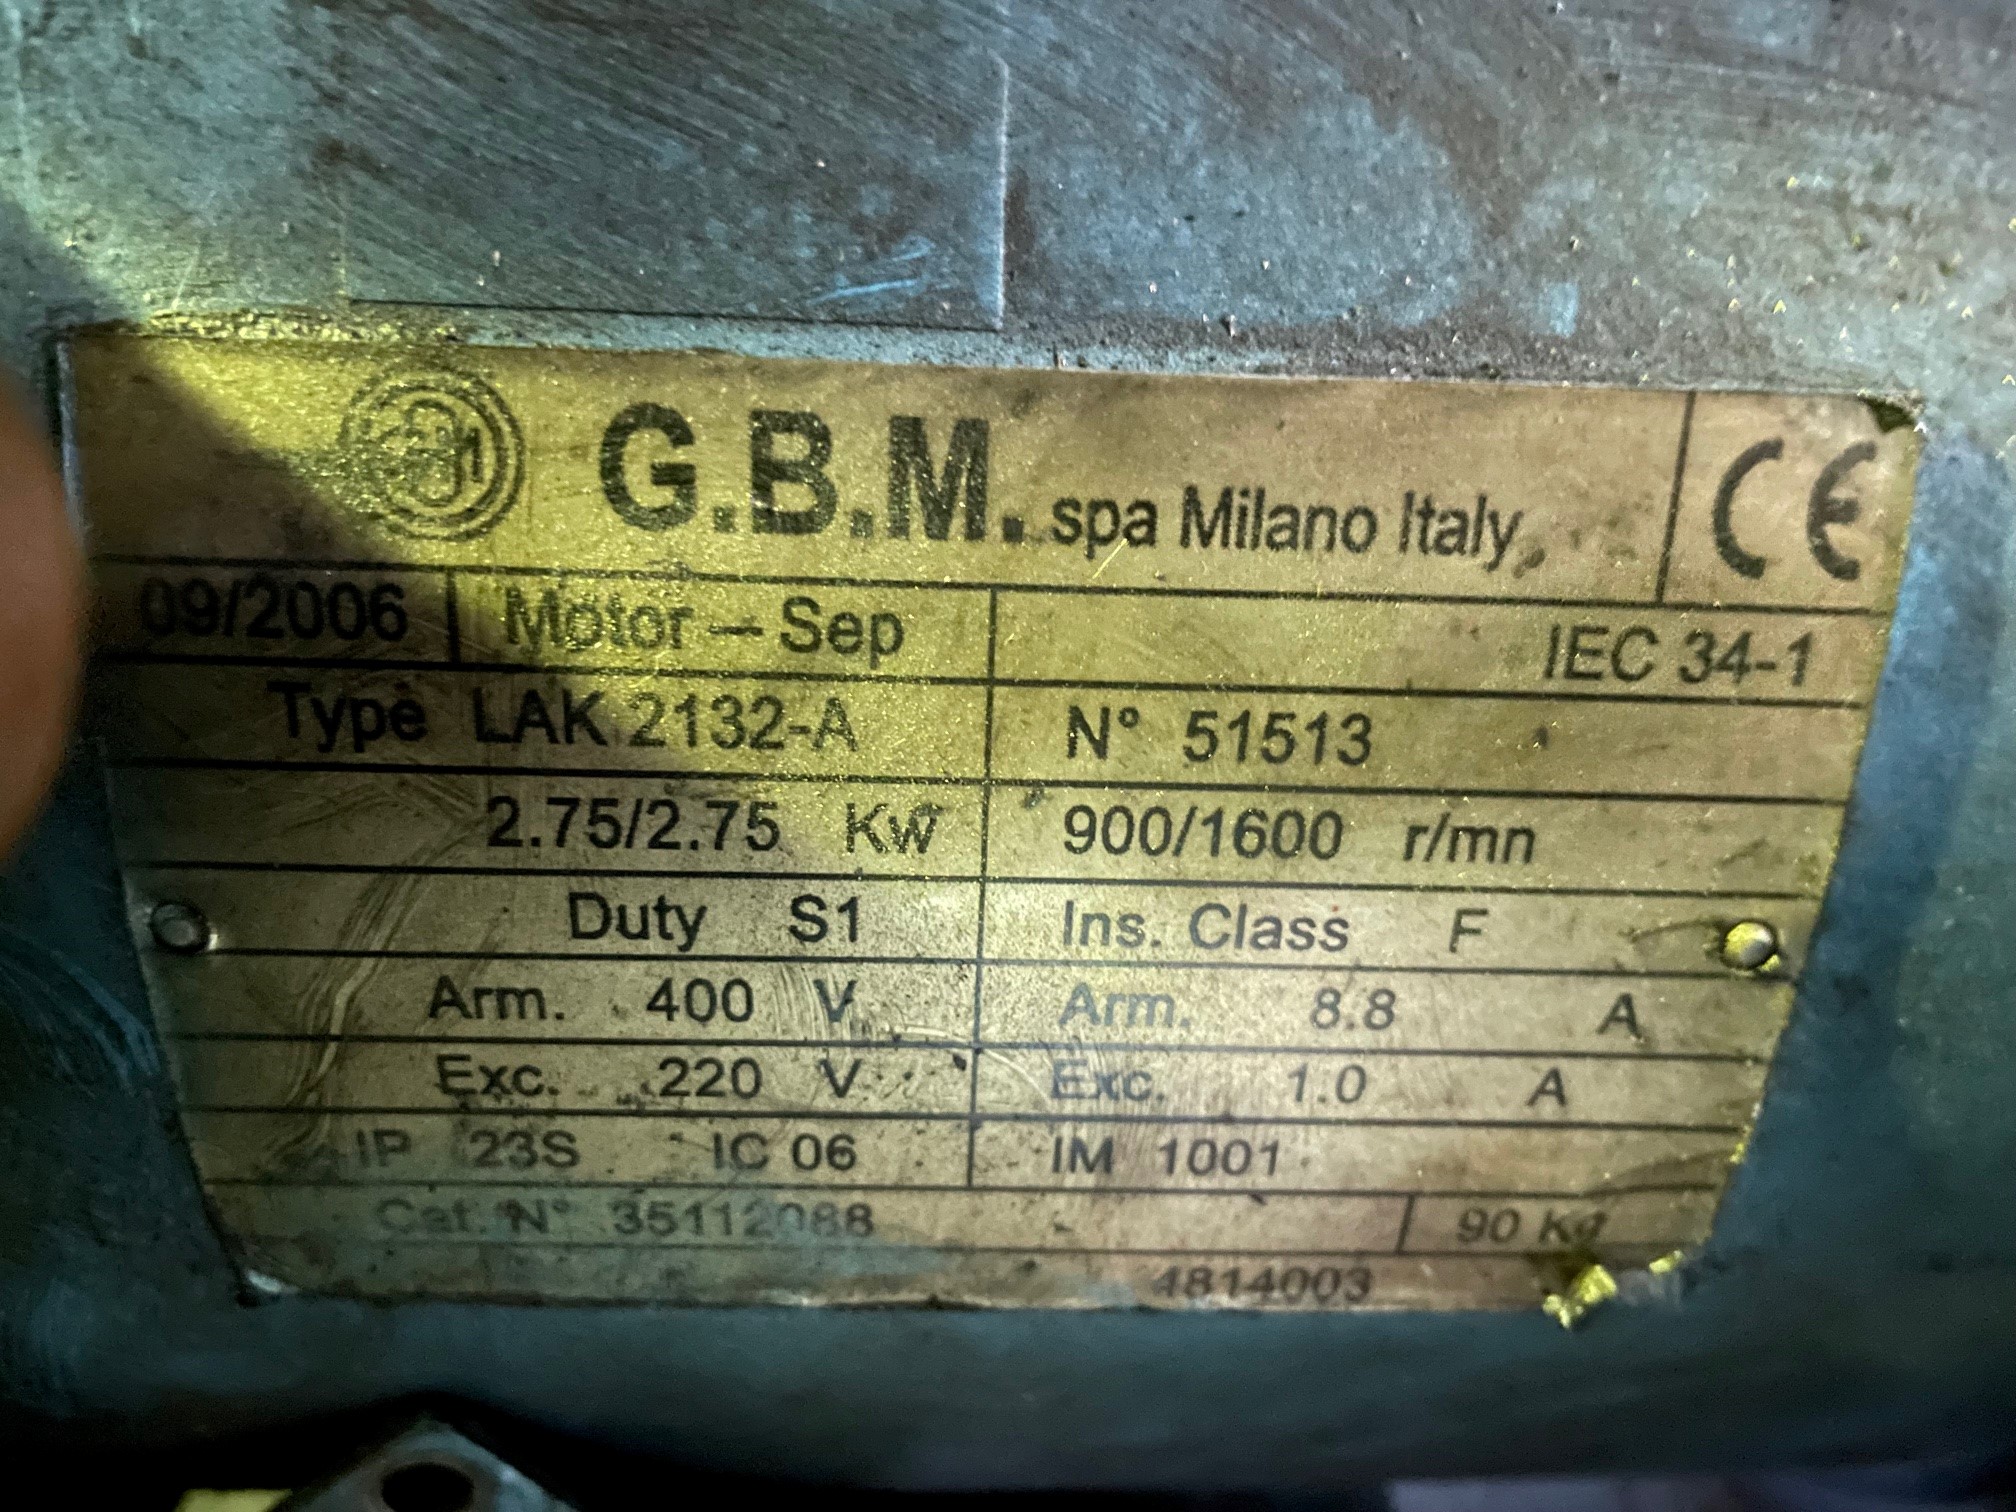 GBM G.B.M. spa Milano Italy CE
09/2006 Motor – Sep IEC 34-1
Type LAK 2132-A N° 51513
2.75/2.75 Kw 900/1600 r/mn
Duty S1 Ins. Class F
Arm. 400 V Arm. 8.8 A
Exc. 220 V Exc. 1.0 A
IP 23S IC 06 IM 1001
Cat. N° 35112088 90 Kg
4814003